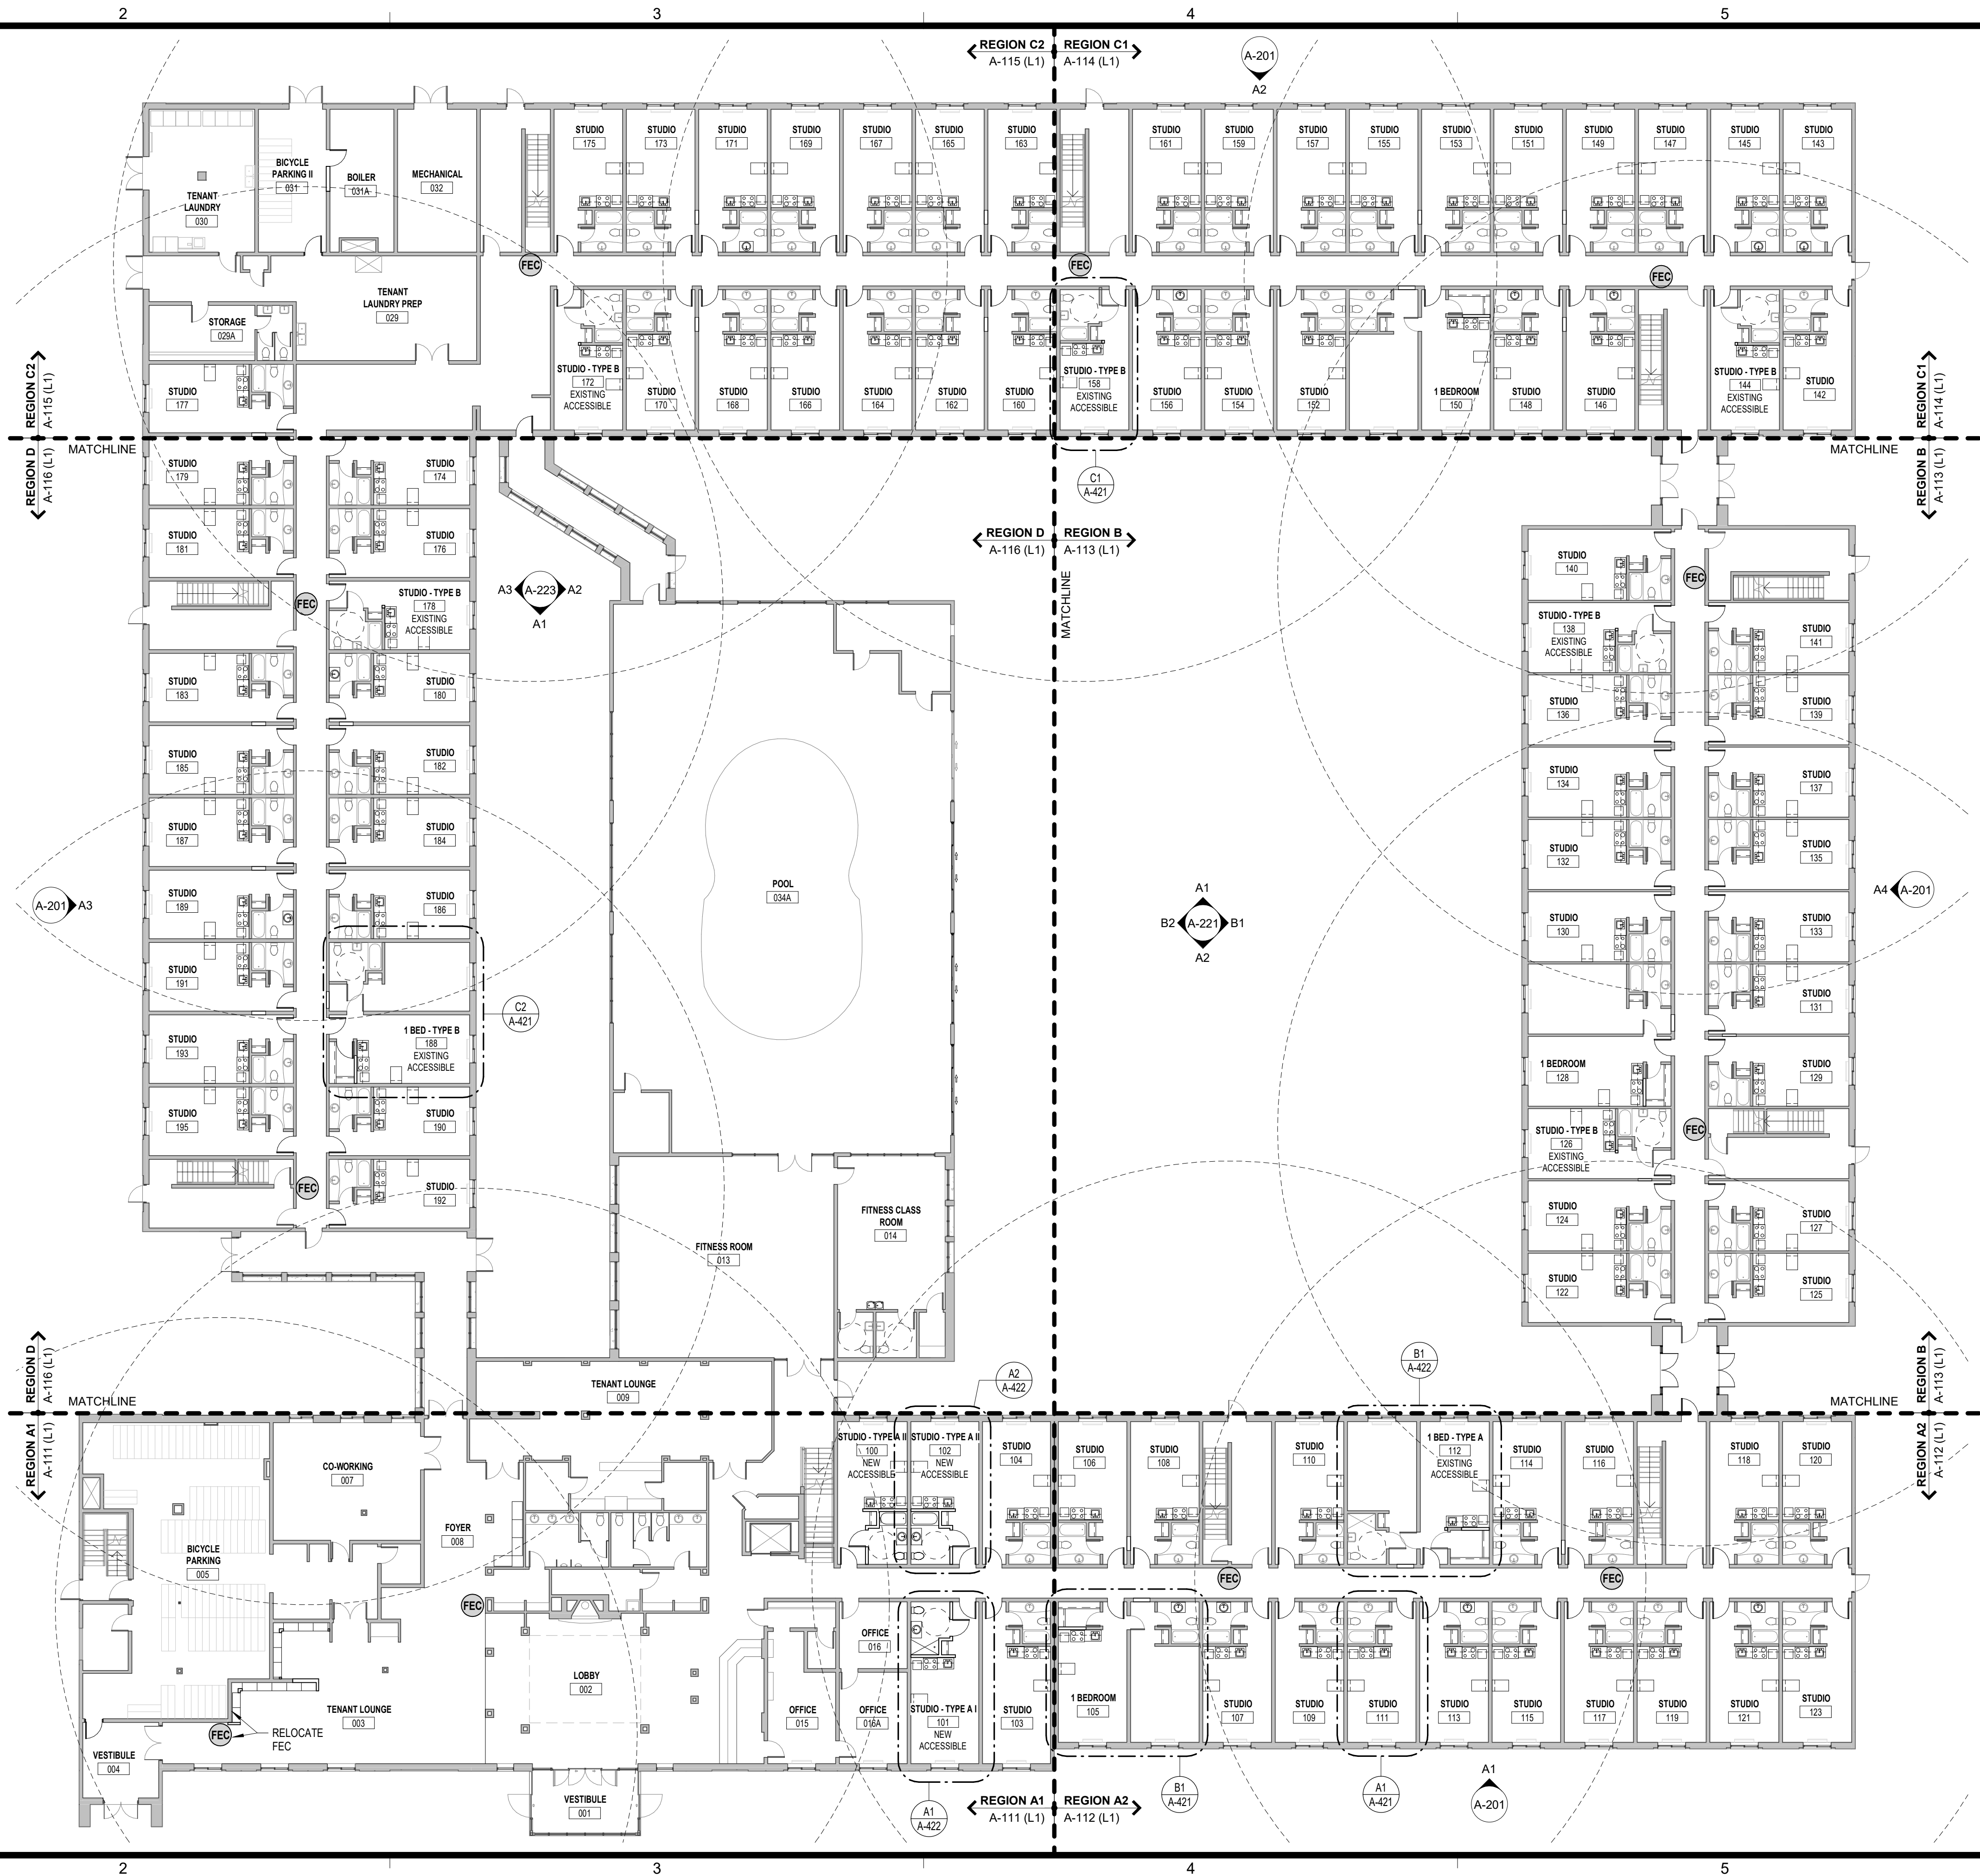 2 3 4 5
REGION C2 REGION C1
A-115 (L1) A-114 (L1)
A-201
A2
STUDIO STUDIO STUDIO STUDIO STUDIO STUDIO STUDIO STUDIO STUDIO STUDIO STUDIO STUDIO STUDIO STUDIO STUDIO STUDIO STUDIO
175 173 171 169 167 165 163 161 159 157 155 153 151 149 147 145 143
BICYCLE
PARKING II
031
BOILER
031A
MECHANICAL
032
TENANT
LAUNDRY
030
FEC FEC FEC
TENANT
LAUNDRY PREP
029
STORAGE
029A
STUDIO
177
STUDIO - TYPE B
172
EXISTING
ACCESSIBLE
STUDIO STUDIO STUDIO STUDIO STUDIO STUDIO
170 168 166 164 162 160
STUDIO - TYPE B
158
EXISTING
ACCESSIBLE
STUDIO STUDIO STUDIO 1 BEDROOM STUDIO STUDIO
156 154 152 150 148 146
STUDIO - TYPE B
144
EXISTING
ACCESSIBLE
STUDIO
142
REGION C2
A-115 (L1)
REGION C1
A-114 (L1)
MATCHLINE MATCHLINE
REGION D
A-116 (L1)
REGION B
A-113 (L1)
C1
A-421
REGION D REGION B
A-116 (L1) A-113 (L1)
MATCHLINE
STUDIO
179
STUDIO
174
STUDIO
181
STUDIO
176
FEC
STUDIO - TYPE B
178
EXISTING
ACCESSIBLE
A3 A-223 A2
A1
STUDIO
183
STUDIO
180
STUDIO
185
STUDIO
182
STUDIO
187
STUDIO
184
STUDIO
189
STUDIO
186
A-201 A3
STUDIO
191
C2
A-421
STUDIO
193
1 BED - TYPE B
188
EXISTING
ACCESSIBLE
STUDIO
195
STUDIO
190
FEC
STUDIO
192
POOL
034A
A1
B2 A-221 B1
A2
STUDIO
140
FEC
STUDIO - TYPE B
138
EXISTING
ACCESSIBLE
STUDIO
141
STUDIO
136
STUDIO
139
STUDIO
134
STUDIO
137
STUDIO
132
STUDIO
135
A4 A-201
STUDIO
130
STUDIO
133
STUDIO
131
1 BEDROOM
128
STUDIO
129
STUDIO - TYPE B
126
EXISTING
ACCESSIBLE
FEC
STUDIO
124
STUDIO
127
STUDIO
122
STUDIO
125
FITNESS CLASS
ROOM
014
FITNESS ROOM
013
TENANT LOUNGE
009
A2
A-422
B1
A-422
REGION D
A-116 (L1)
REGION B
A-113 (L1)
MATCHLINE MATCHLINE
REGION A1
A-111 (L1)
REGION A2
A-112 (L1)
CO-WORKING
007
BICYCLE
PARKING
005
FOYER
008
STUDIO - TYPE A II
100
NEW
ACCESSIBLE
STUDIO - TYPE A II
102
NEW
ACCESSIBLE
STUDIO STUDIO STUDIO STUDIO
104 106 108 110
1 BED - TYPE A
112
EXISTING
ACCESSIBLE
STUDIO STUDIO STUDIO STUDIO
114 116 118 120
FEC FEC FEC
OFFICE
016
LOBBY
002
TENANT LOUNGE
003
FEC
RELOCATE
FEC
OFFICE
015
OFFICE
016A
STUDIO - TYPE A I
101
NEW
ACCESSIBLE
STUDIO
103
1 BEDROOM
105
STUDIO STUDIO STUDIO STUDIO STUDIO STUDIO STUDIO STUDIO STUDIO
107 109 111 113 115 117 119 121 123
VESTIBULE
004
VESTIBULE
001
A1
A-422
REGION A1 REGION A2
A-111 (L1) A-112 (L1)
B1
A-421
A1
A-421
A1
A-201
2 3 4 5